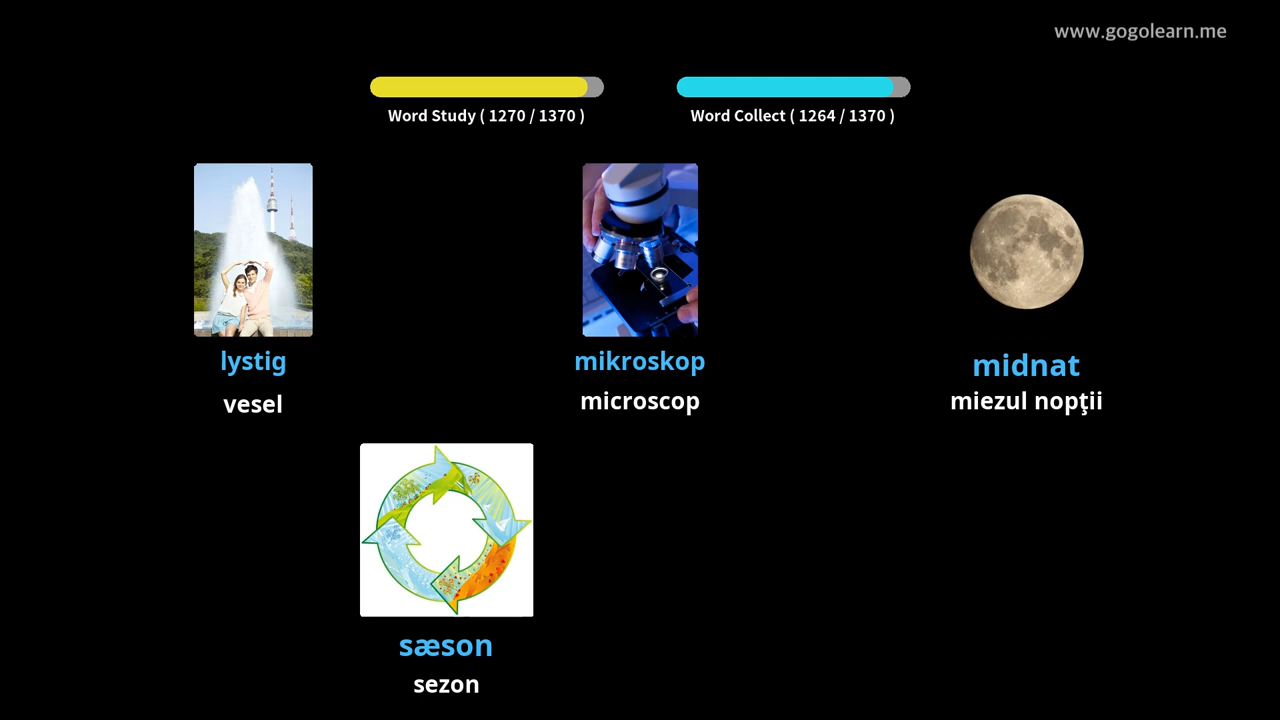 www.gogolearn.me
Word Study ( 1270 / 1370 )
Word Collect ( 1264 / 1370 )
lystig
vesel
mikroskop
microscop
midnat
miezul nopţii
sæson
sezon